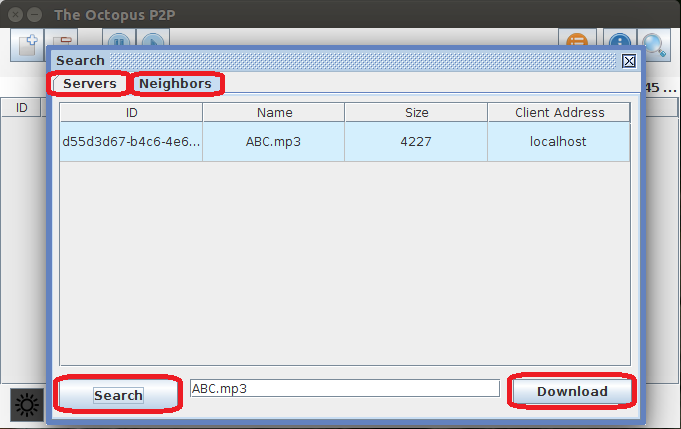 The Octopus P2P
Search
Servers Neighbors
45 ...
ID
ID Name Size Client Address
d55d3d67-b4c6-4e6... ABC.mp3 4227 localhost
Search ABC.mp3 Download